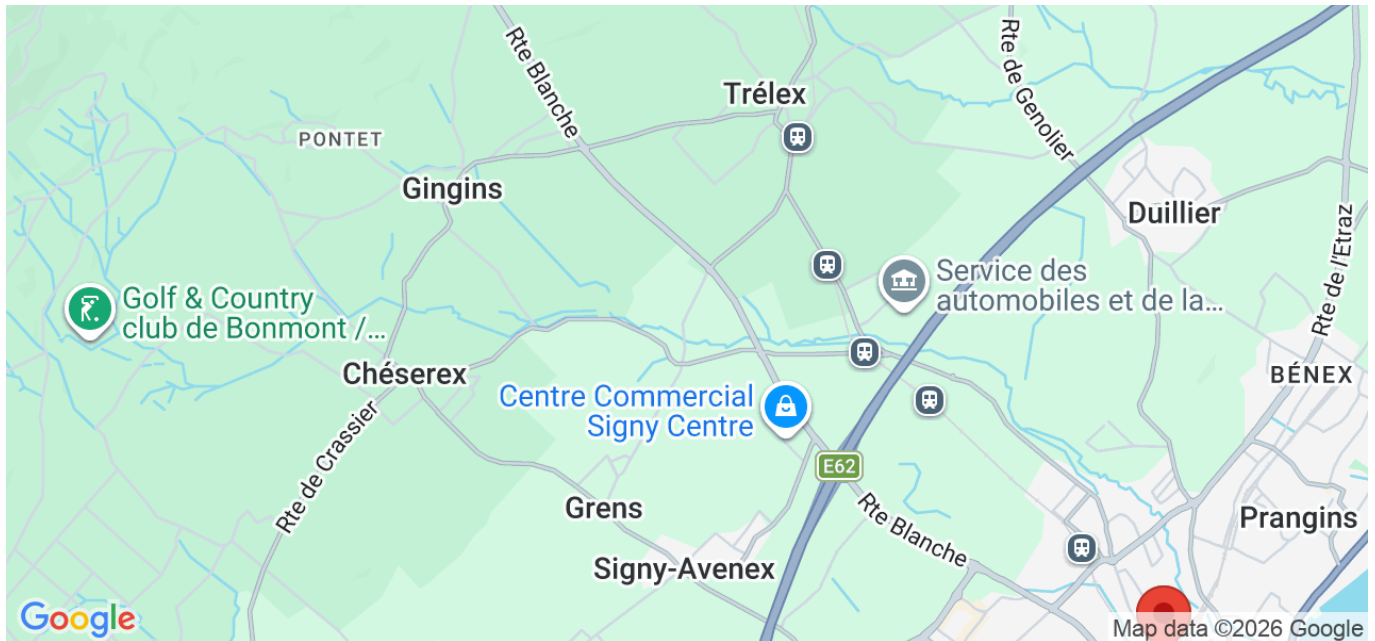 Rte Blanche
Rte de Genolier
Trélex
PONTET
Gingins
Duillier
Rte de l'Etraz
Service des
automobiles et de la...
Golf & Country
club de Bonmont /...
Chéserex
BÉNEX
Centre Commercial
Signy Centre
Rte de Crassier
E62
Grens
Rte Blanche
Prangins
Signy-Avenex
Google
Map data ©2026 Google